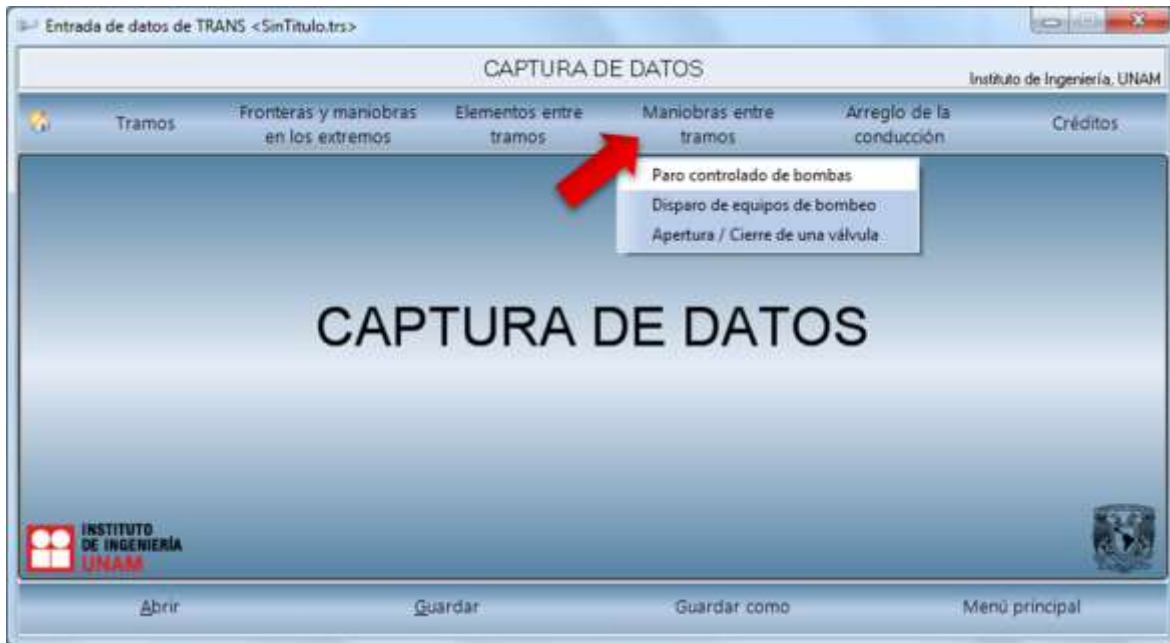 Entrada de datos de TRANS <SinTitulo.trs>
CAPTURA DE DATOS
Instituto de Ingeniería, UNAM
Tramos
Fronteras y maniobras
en los extremos
Elementos entre
tramos
Maniobras entre
tramos
Arreglo de la
conducción
Créditos
Paro controlado de bombas
Disparo de equipos de bombeo
Apertura / Cierre de una válvula
CAPTURA DE DATOS
INSTITUTO
DE INGENIERÍA
UNAM
Abrir
Guardar
Guardar como
Menú principal